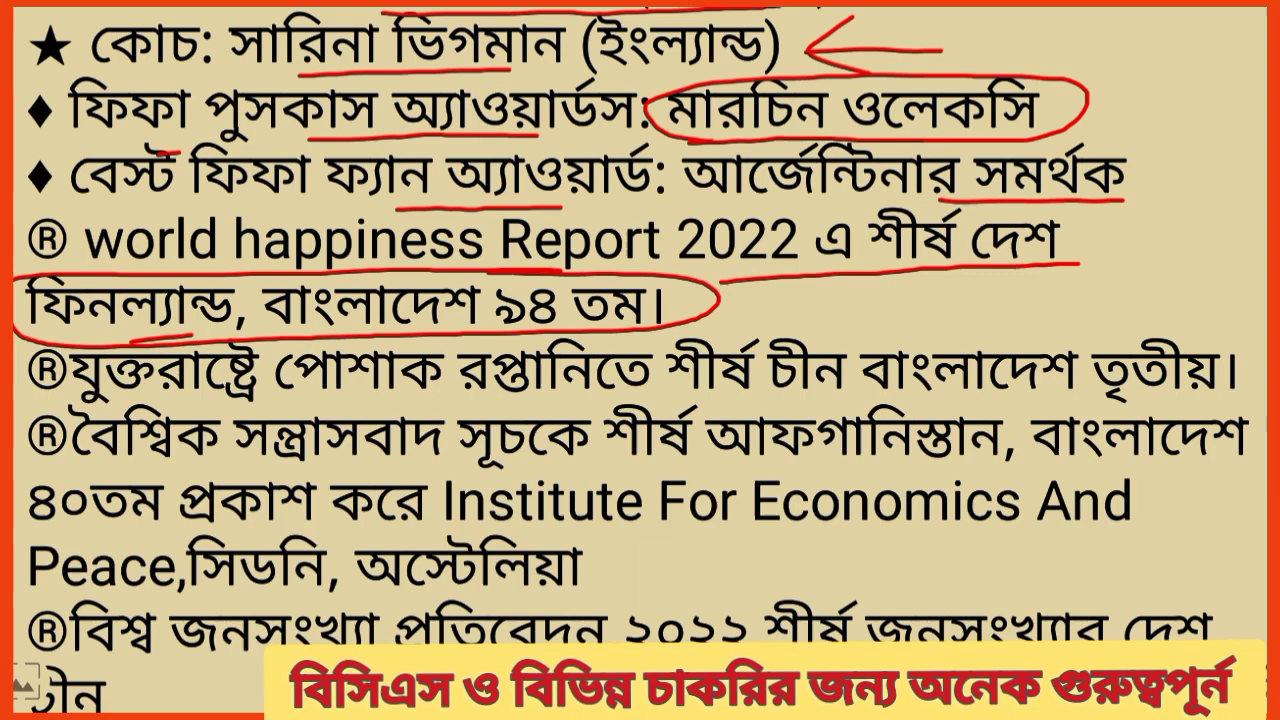 ★ কোচ: সারিনা ভিগমান (ইংল্যান্ড)
♦ ফিফা পুসকাস অ্যাওয়ার্ডস: মারচিন ওলেকসি
♦ বেস্ট ফিফা ফ্যান অ্যাওয়ার্ড: আর্জেন্টিনার সমর্থক
® world happiness Report 2022 এ শীর্ষ দেশ
ফিনল্যান্ড, বাংলাদেশ ৯৪ তম।
®যুক্তরাষ্ট্রে পোশাক রপ্তানিতে শীর্ষ চীন বাংলাদেশ তৃতীয়।
®বৈশ্বিক সন্ত্রাসবাদ সূচকে শীর্ষ আফগানিস্তান, বাংলাদেশ
৪০তম প্রকাশ করে Institute For Economics And
Peace,সিডনি, অস্টেলিয়া
®বিশ্ব জনসংখ্যা প্রতিবেদন ২০২২ শীর্ষ জনসংখ্যার দেশ
চীন
বিসিএস ও বিভিন্ন চাকরির জন্য অনেক গুরুত্বপূর্ন